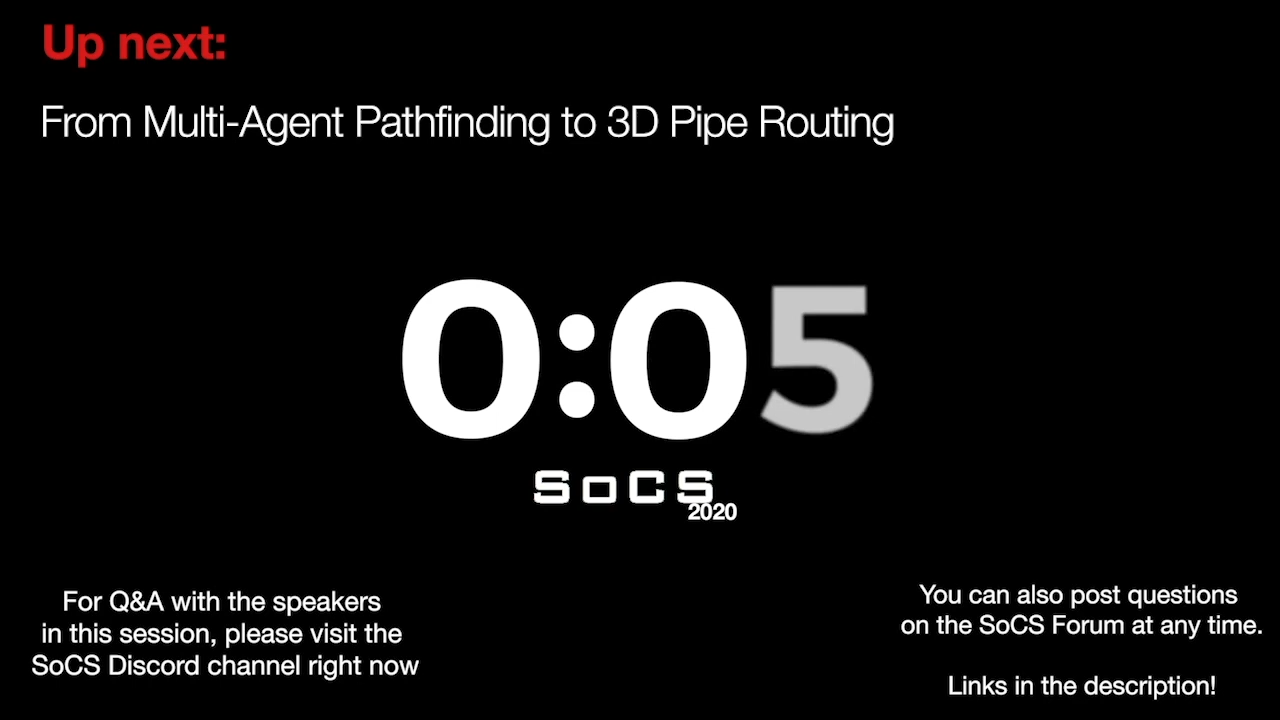 Up next:
From Multi-Agent Pathfinding to 3D Pipe Routing
0:05
SoCS
2020
For Q&A with the speakers
in this session, please visit the
SoCS Discord channel right now
You can also post questions
on the SoCS Forum at any time.
Links in the description!